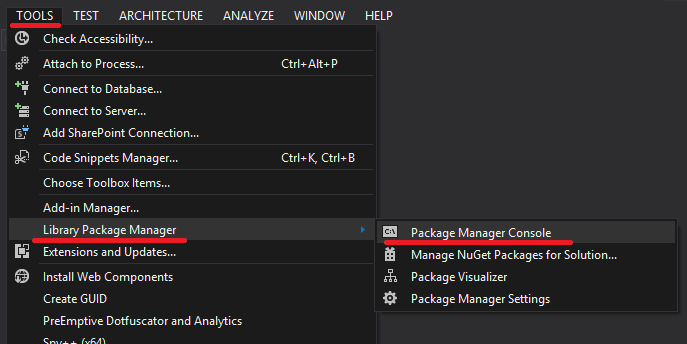 TOOLS TEST ARCHITECTURE ANALYZE WINDOW HELP
Check Accessibility...
Attach to Process... Ctrl+Alt+P
Connect to Database...
Connect to Server...
Add SharePoint Connection...
Code Snippets Manager... Ctrl+K, Ctrl+B
Choose Toolbox Items...
Add-in Manager...
Library Package Manager
Extensions and Updates...
Install Web Components
Create GUID
PreEmptive Dotfuscator and Analytics
Spy++ (x64)
C:\ Package Manager Console
Manage NuGet Packages for Solution...
Package Visualizer
Package Manager Settings